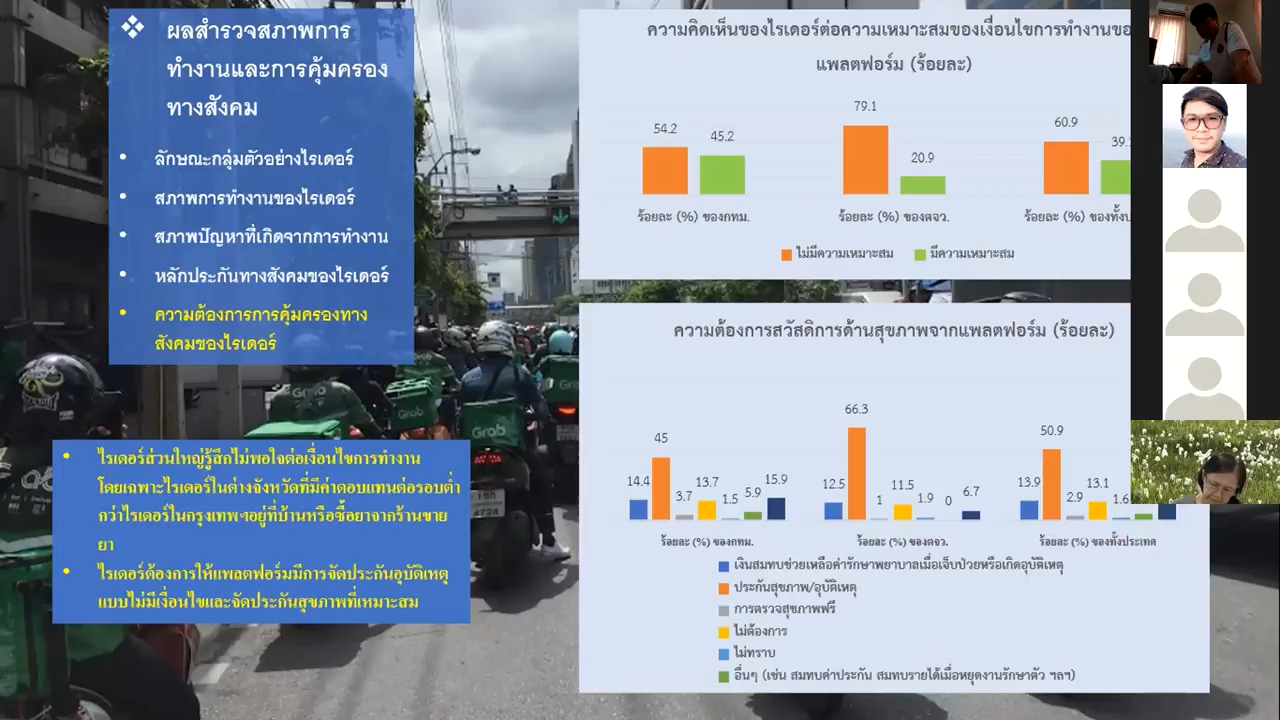 ผลสำรวจสภาพการ
ทำงานและการคุ้มครอง
ทางสังคม
ลักษณะกลุ่มตัวอย่างไรเดอร์
สภาพการทำงานของไรเดอร์
สภาพปัญหาที่เกิดจากการทำงาน
หลักประกันทางสังคมของไรเดอร์
ความต้องการการคุ้มครองทาง
สังคมของไรเดอร์
ไรเดอร์ส่วนใหญ่รู้สึกไม่พอใจต่อเงื่อนไขการทำงาน
โดยเฉพาะไรเดอร์ในต่างจังหวัดที่มีค่าตอบแทนต่อรอบต่ำ
กว่าไรเดอร์ในกรุงเทพฯอยู่ที่บ้านหรือซื้อยาจากร้านขาย
ยา
ไรเดอร์ต้องการให้แพลตฟอร์มมีการจัดประกันอุบัติเหตุ
แบบไม่มีเงื่อนไขและจัดประกันสุขภาพที่เหมาะสม
ความคิดเห็นของไรเดอร์ต่อความเหมาะสมของเงื่อนไขการทำงานขอ
แพลตฟอร์ม (ร้อยละ)
54.2 45.2 79.1 20.9 60.9 39.
ร้อยละ (%) ของกทม. ร้อยละ (%) ของตจว. ร้อยละ (%) ของทั้ง
ไม่มีความเหมาะสม มีความเหมาะสม
ความต้องการสวัสดิการด้านสุขภาพจากแพลตฟอร์ม (ร้อยละ)
14.4 45 3.7 13.7 1.5 5.9 15.9 12.5 66.3 1 11.5 1.9 0 6.7 13.9 50.9 2.9 13.1 1.6
ร้อยละ (%) ของกทม. ร้อยละ (%) ของตจว. ร้อยละ (%) ของทั้งประเทศ
เงินสมทบช่วยเหลือค่ารักษาพยาบาลเมื่อเจ็บป่วยหรือเกิดอุบัติเหตุ
ประกันสุขภาพ/อุบัติเหตุ
การตรวจสุขภาพฟรี
ไม่ต้องการ
ไม่ทราบ
อื่นๆ (เช่น สมทบค่าประกัน สมทบรายได้เมื่อหยุดงานรักษาตัว ฯลฯ)
Grab
Grab
Grab